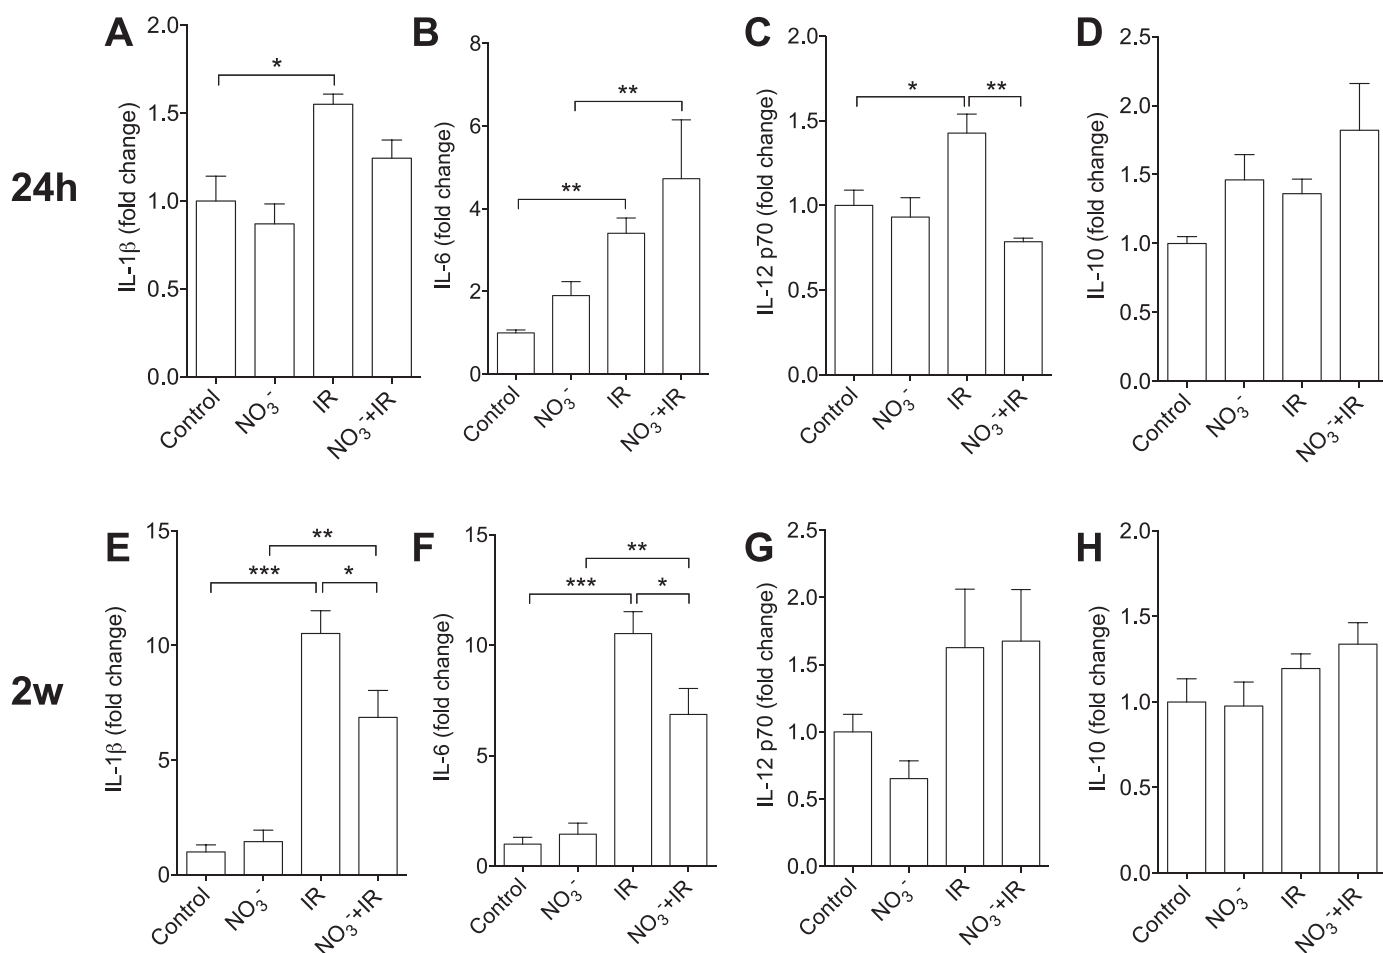 24h
A
IL-1β (fold change)
2.0
1.5
1.0
0.5
0.0
*
Control
NO₃⁻
IR
NO₃⁻+IR
B
IL-6 (fold change)
8
6
4
2
0
**
**
Control
NO₃⁻
IR
NO₃⁻+IR
C
IL-12 p70 (fold change)
2.0
1.5
1.0
0.5
0.0
*
**
Control
NO₃⁻
IR
NO₃⁻+IR
D
IL-10 (fold change)
2.5
2.0
1.5
1.0
0.5
0.0
Control
NO₃⁻
IR
NO₃⁻+IR
2w
E
IL-1β (fold change)
15
10
5
0
**
***
*
Control
NO₃⁻
IR
NO₃⁻+IR
F
IL-6 (fold change)
15
10
5
0
**
***
*
Control
NO₃⁻
IR
NO₃⁻+IR
G
IL-12 p70 (fold change)
2.5
2.0
1.5
1.0
0.5
0.0
Control
NO₃⁻
IR
NO₃⁻+IR
H
IL-10 (fold change)
2.0
1.5
1.0
0.5
0.0
Control
NO₃⁻
IR
NO₃⁻+IR